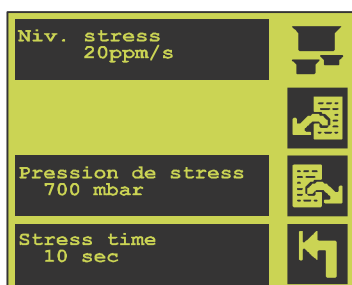 Niv. stress
20ppm/s
Pression de stress
700 mbar
Stress time
10 sec